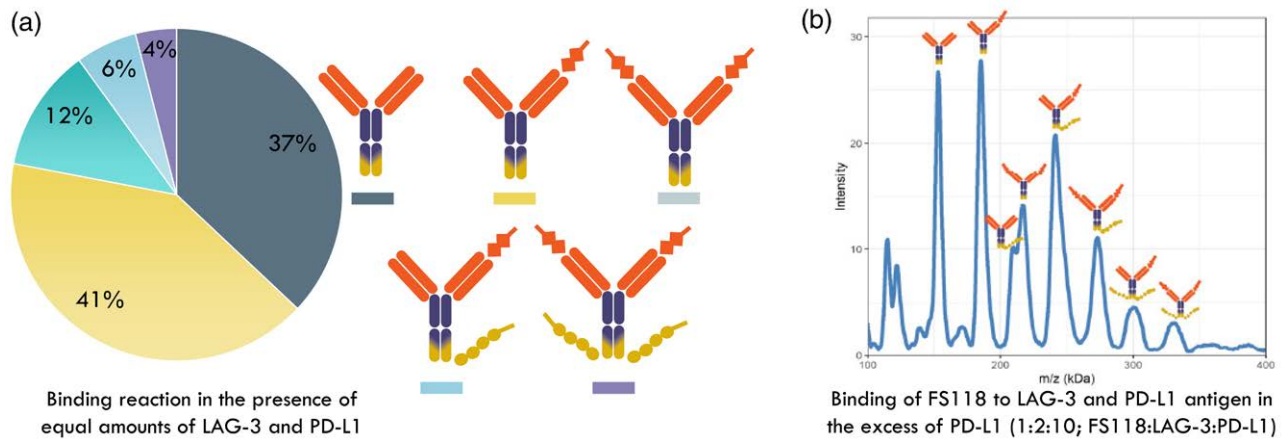 (a)
4%
6%
12%
37%
41%
Binding reaction in the presence of
equal amounts of LAG-3 and PD-L1
(b)
30
20
10
0
Intensity
100
200
300
400
m/z (kDa)
Binding of FS118 to LAG-3 and PD-L1 antigen in
the excess of PD-L1 (1:2:10; FS118:LAG-3:PD-L1)